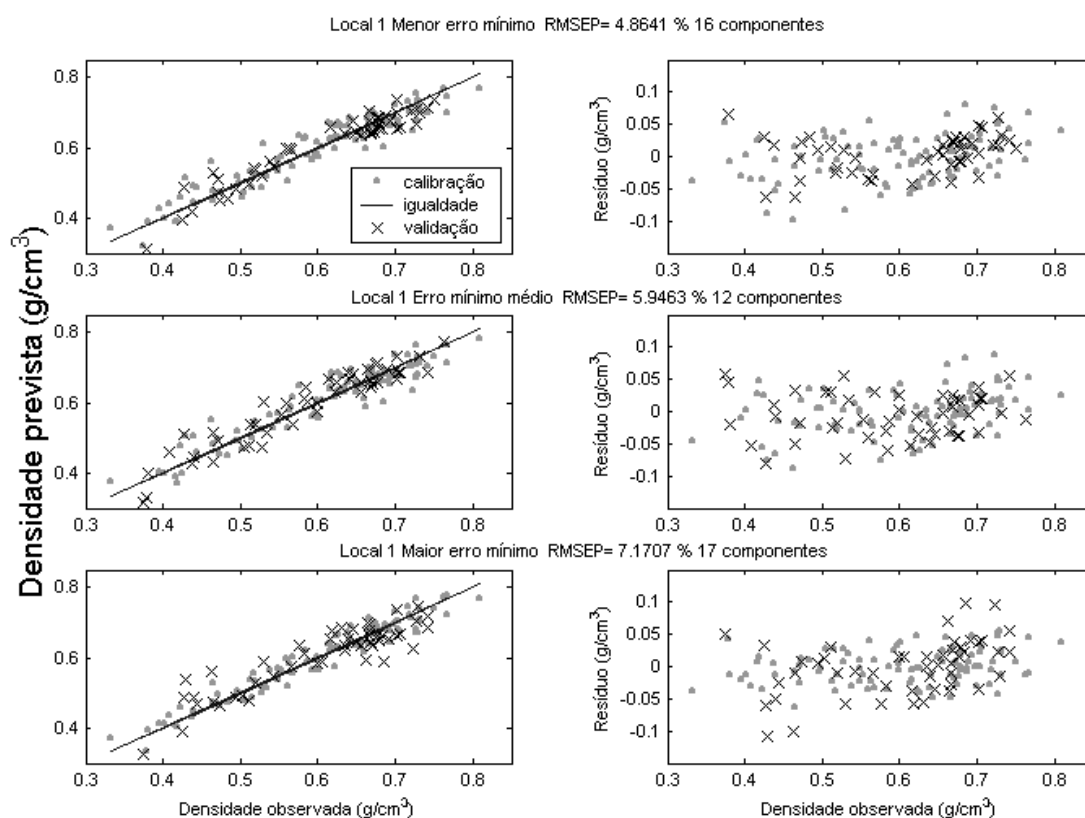 Local 1 Menor erro mínimo RMSEP= 4.8641 % 16 componentes
0.8
0.6
0.4
0.3 0.4 0.5 0.6 0.7 0.8
calibração
igualdade
validação
Resíduo (g/cm³)
0.1
0.05
0
-0.05
-0.1
0.3 0.4 0.5 0.6 0.7 0.8
Densidade prevista (g/cm³)
Local 1 Erro mínimo médio RMSEP= 5.9463 % 12 componentes
0.8
0.6
0.4
0.3 0.4 0.5 0.6 0.7 0.8
Resíduo (g/cm³)
0.1
0.05
0
-0.05
-0.1
0.3 0.4 0.5 0.6 0.7 0.8
Local 1 Maior erro mínimo RMSEP= 7.1707 % 17 componentes
0.8
0.6
0.4
0.3 0.4 0.5 0.6 0.7 0.8
Densidade observada (g/cm³)
Resíduo (g/cm³)
0.1
0.05
0
-0.05
-0.1
0.3 0.4 0.5 0.6 0.7 0.8
Densidade observada (g/cm³)